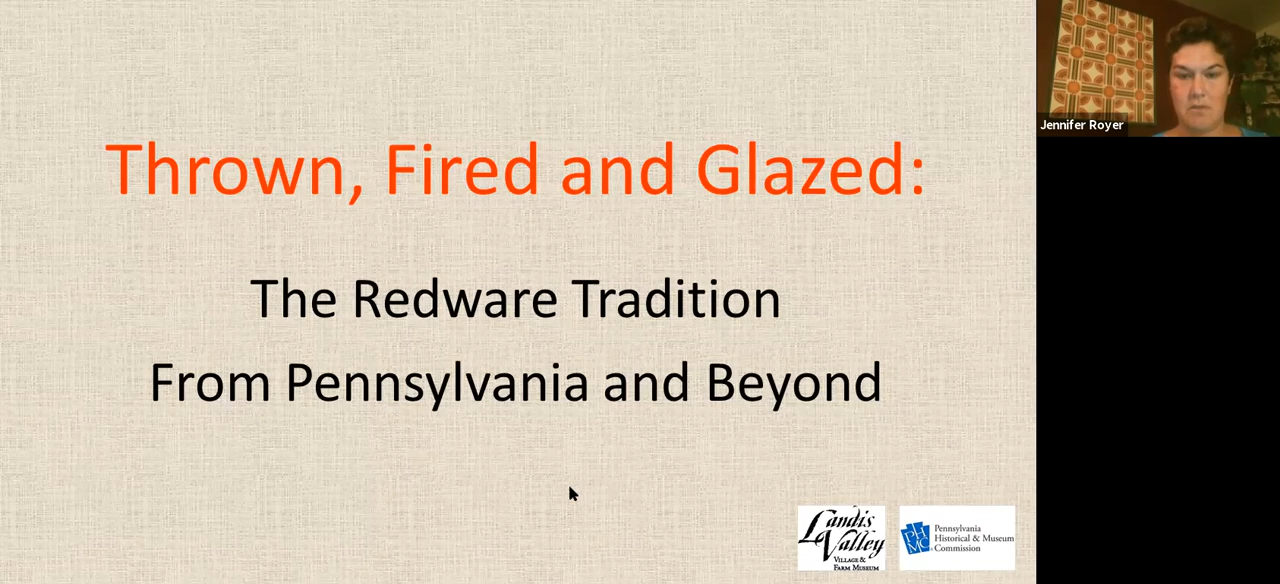 Thrown, Fired and Glazed:
The Redware Tradition
From Pennsylvania and Beyond
Landis
Valley
VILLAGE &
FARM MUSEUM
PHMC
Pennsylvania
Historical & Museum
Commission
Jennifer Royer